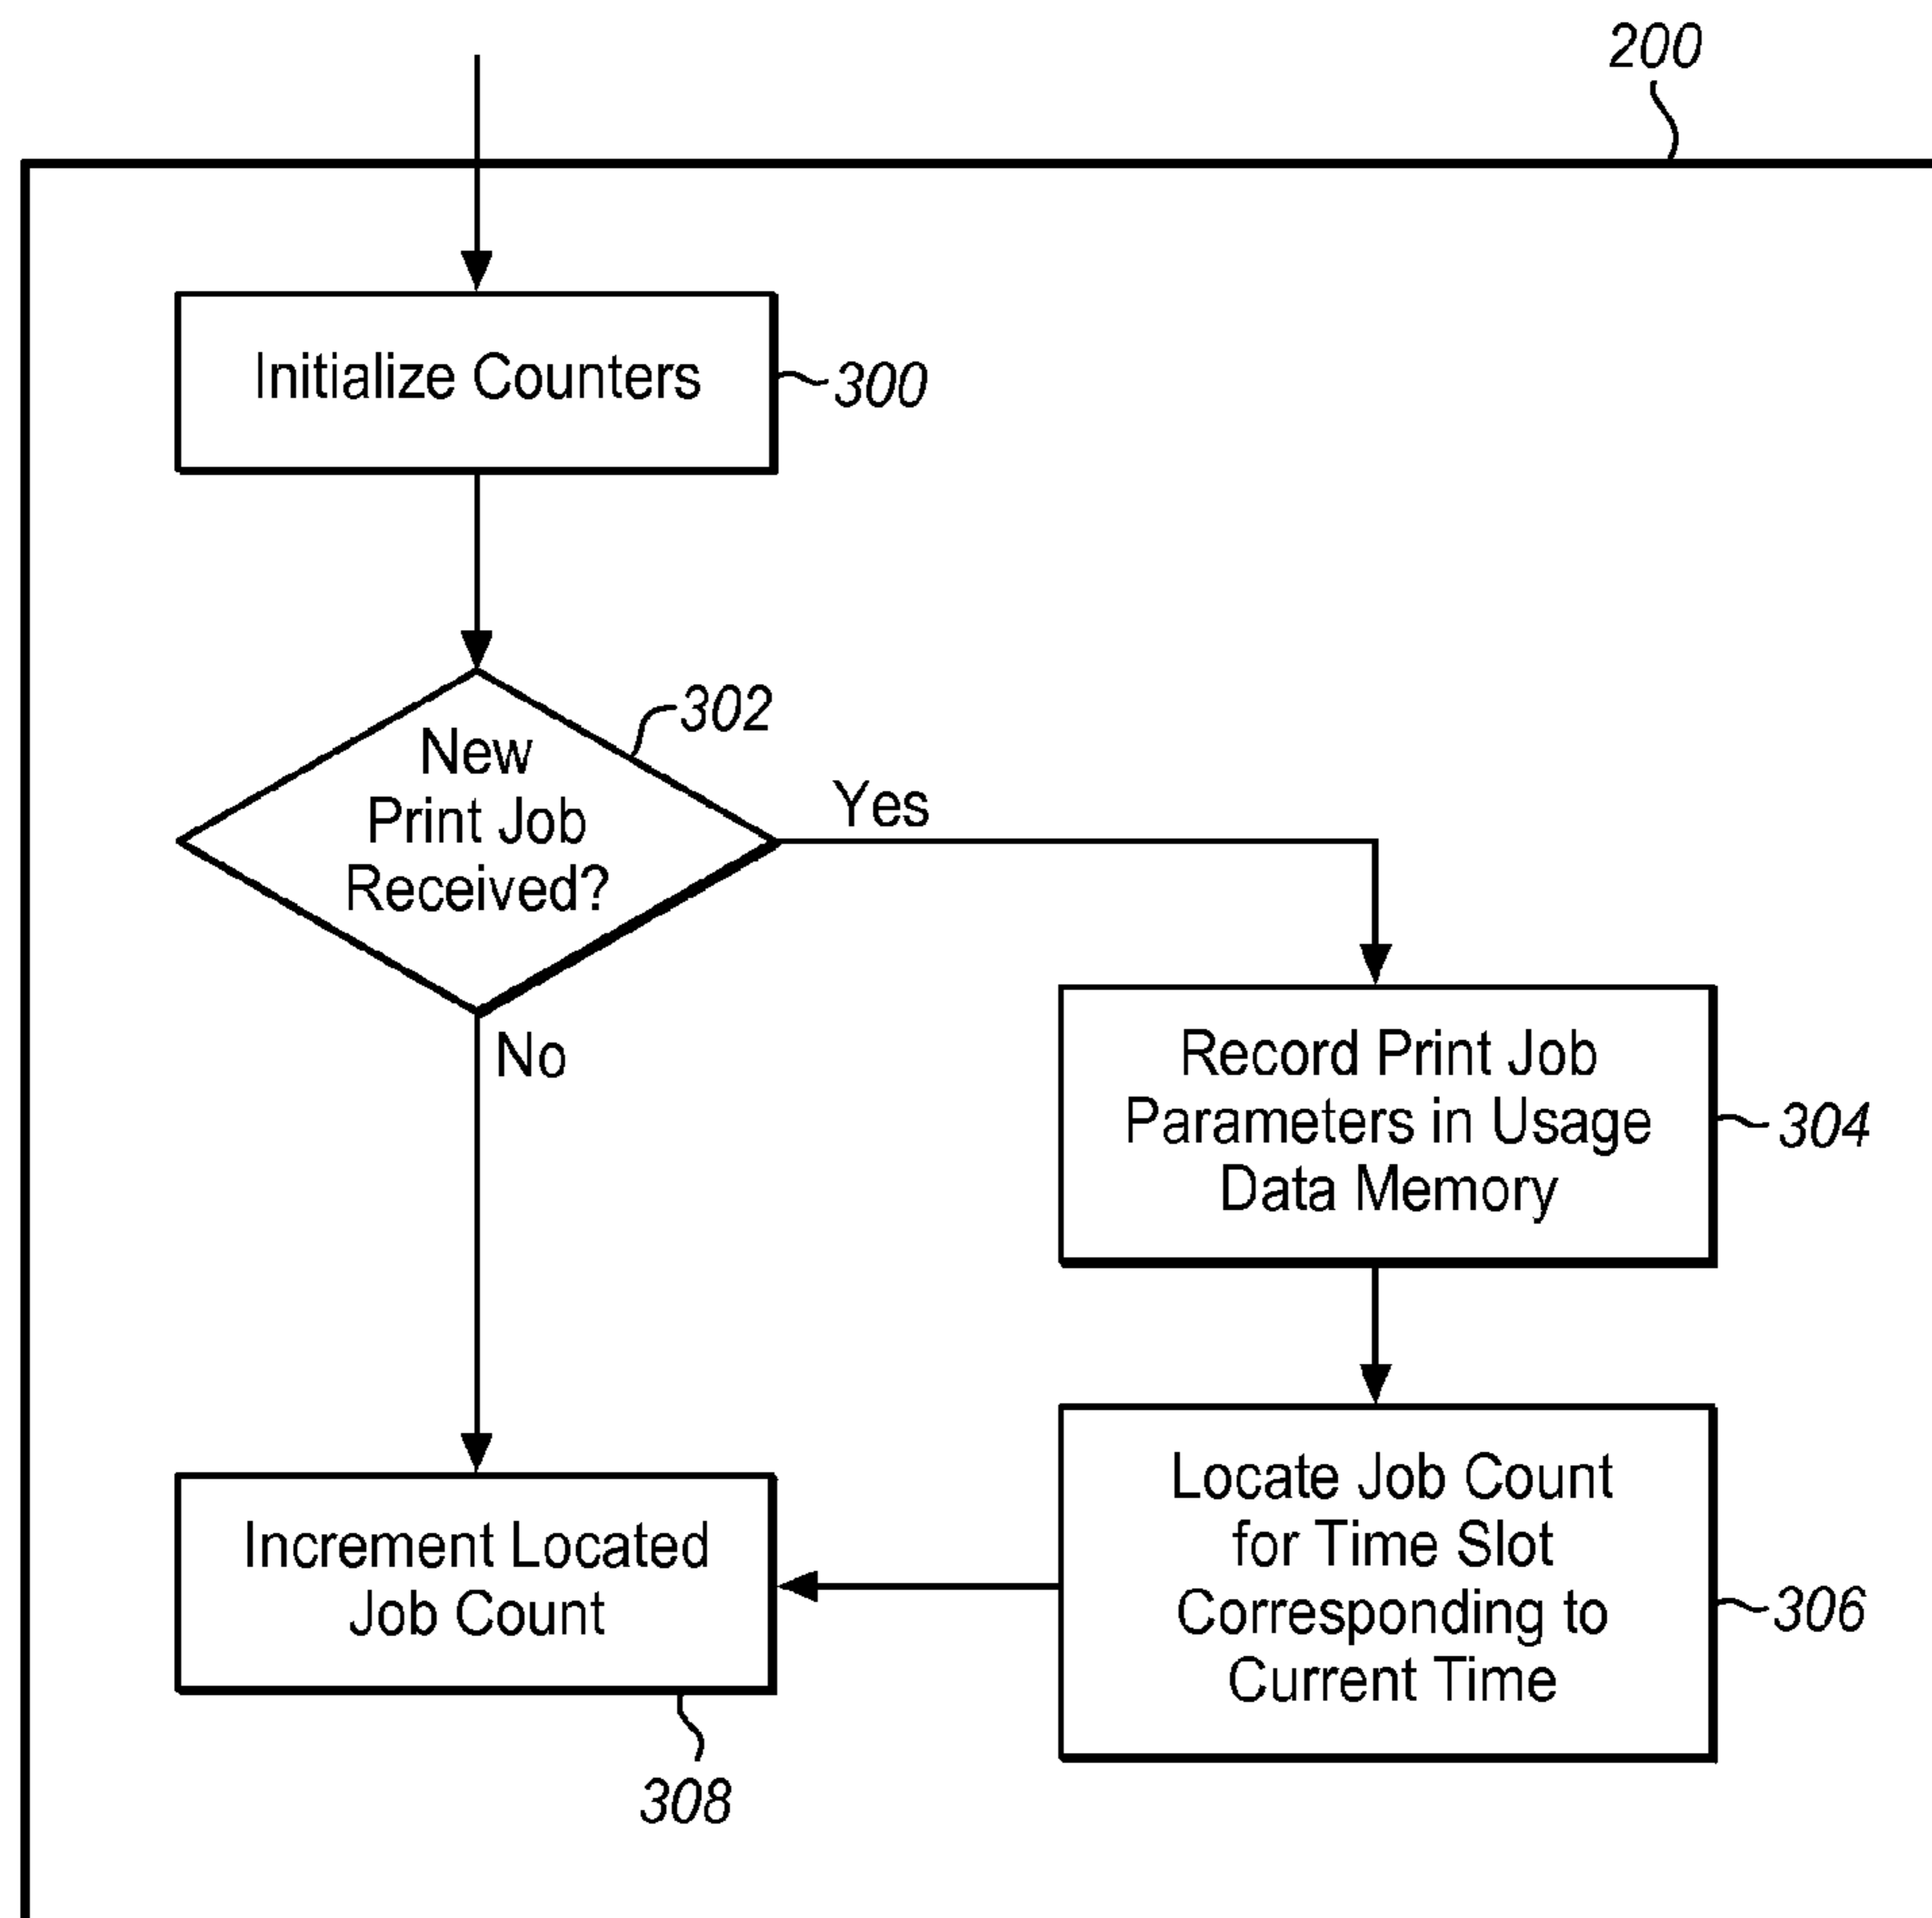 200
Initialize Counters
300
302
New
Print Job
Received?
Yes
No
Record Print Job
Parameters in Usage
Data Memory
304
Locate Job Count
for Time Slot
Corresponding to
Current Time
306
Increment Located
Job Count
308